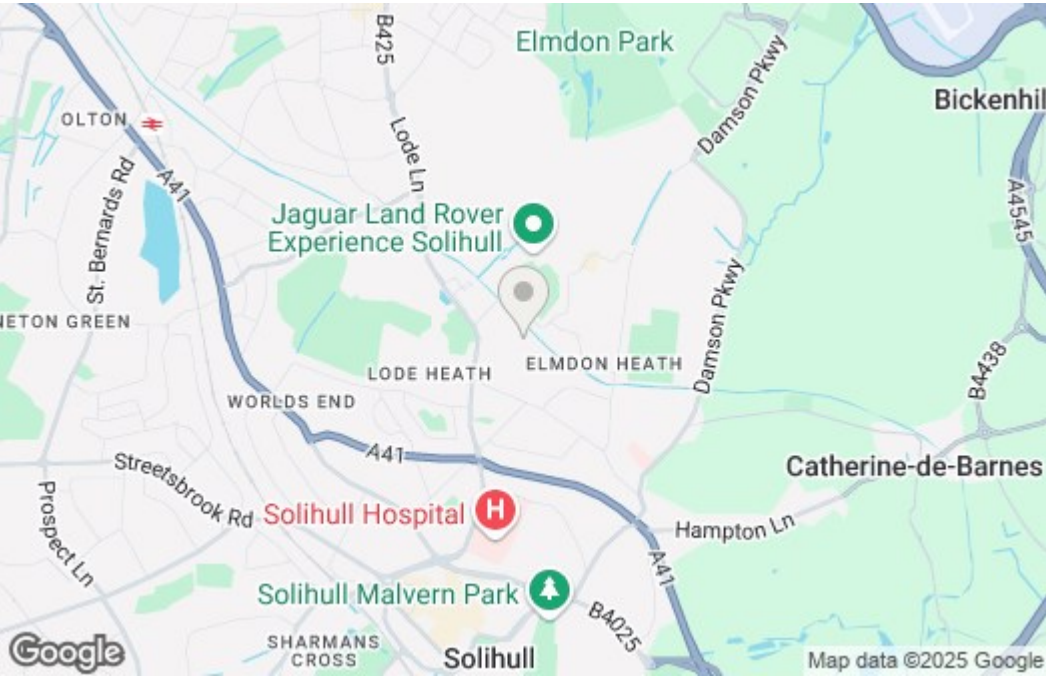 B425
Elmdon Park
Damson Pkwy
Bickenhil
OLTON
Lode Ln
A41
St. Bernards Rd
A4545
Jaguar Land Rover
Experience Solihull
NETON GREEN
Damson Pkwy
ELMDON HEATH
LODE HEATH
B4438
WORLDS END
A41
Streetsbrook Rd
Catherine-de-Barnes
Prospect Ln
Solihull Hospital
H
Hampton Ln
A41
Solihull Malvern Park
B4025
SHARMANS
CROSS
Solihull
Google
Map data ©2025 Google